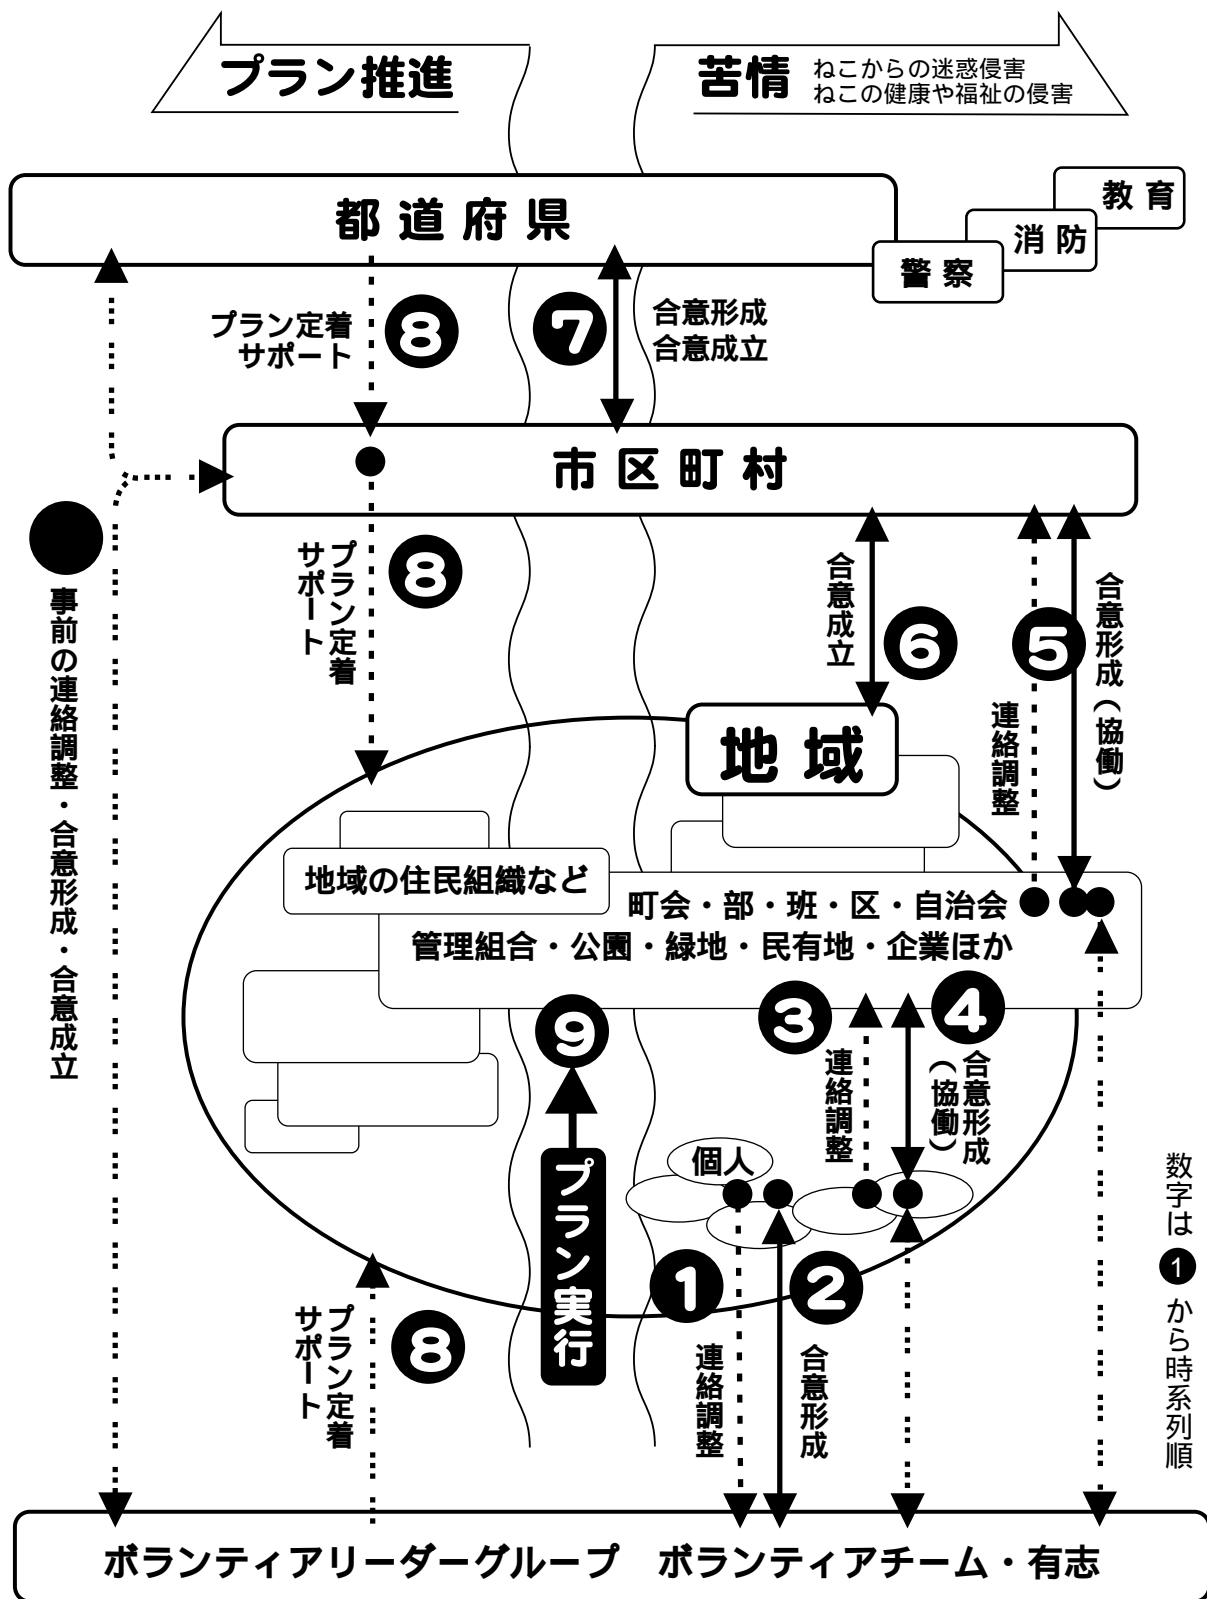 プラン推進
苦情
ねこからの迷惑侵害
ねこの健康や福祉の侵害
都道府県
教育
消防
警察
プラン定着
サポート
8
7
合意形成
合意成立
市区町村
プラン定着
サポート
8
合意成立
6
5
合意形成（協働）
連絡調整
事前の連絡調整・合意形成・合意成立
地域
地域の住民組織など
町会・部・班・区・自治会
管理組合・公園・緑地・民有地・企業ほか
9
3
4
連絡調整
合意形成
（協働）
プラン実行
個人
1
2
連絡調整
合意形成
プラン定着
サポート
8
数字は1から時系列順
ボランティアリーダーグループ ボランティアチーム・有志